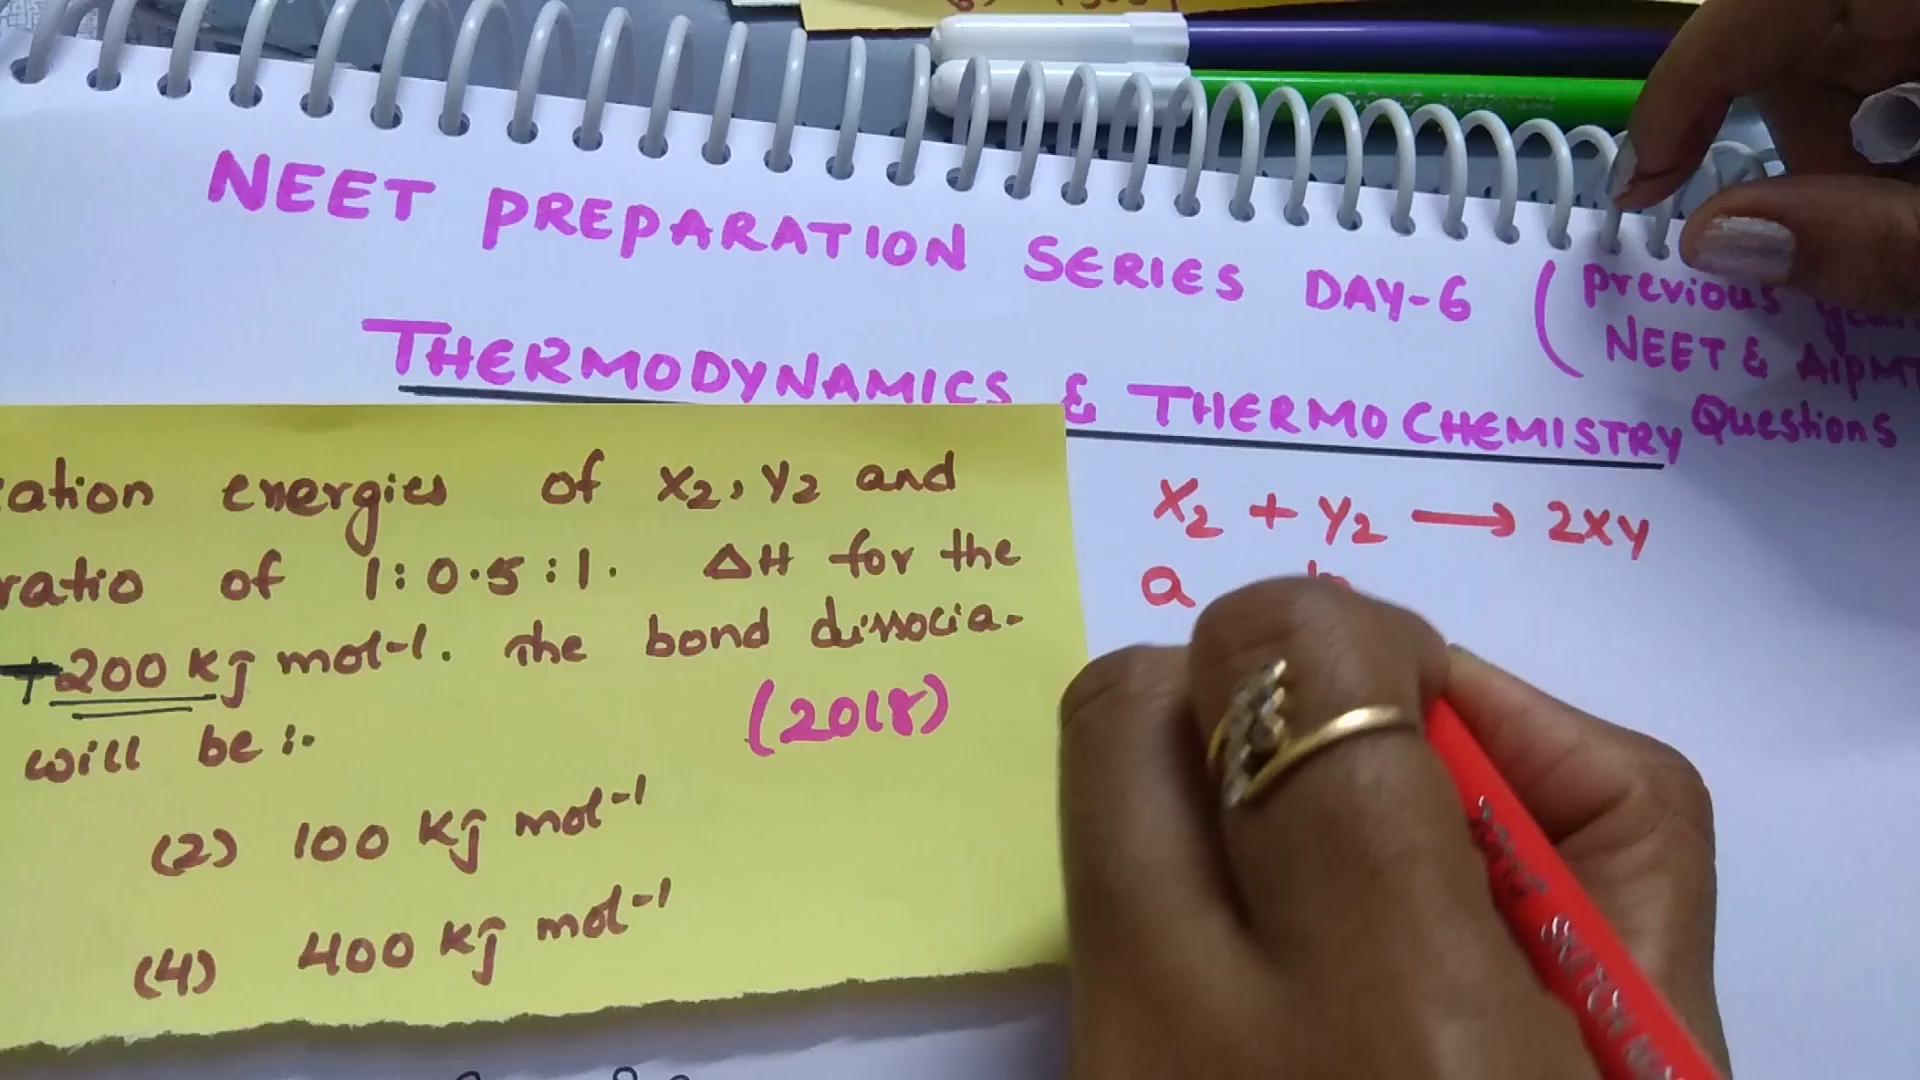 NEET PREPARATION SERIES DAY-6 (previous
NEET & AIPMT
Questions
THERMODYNAMICS & THERMOCHEMISTRY
ation energies of X2, Y2 and
ratio of 1:0.5:1. ΔH for the
+200 KJ mol-1. The bond dissocia-
will be:-
(2018)
(2) 100 KJ mol-1
(4) 400 KJ mol-1
X2 + Y2 → 2XY
a